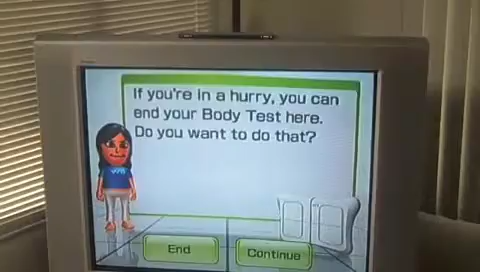 If you're in a hurry, you can
end your Body Test here.
Do you want to do that?
End
Continue